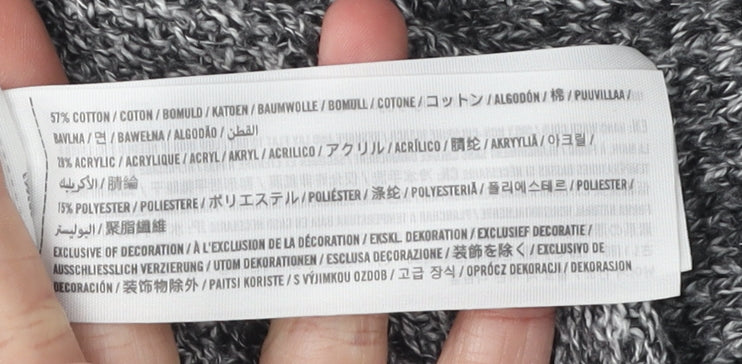 57% COTTON / COTON / BOMULD / KATOEN / BAUMWOLLE / BOMULL / COTONE / コットン / ALGODÓN / 棉 / PUUVILLAA /
BAVLNA / 면 / BAWEŁNA / ALGODÃO / القطن
28% ACRYLIC / ACRYLIQUE / ACRYL / AKRYL / ACRILICO / アクリル / ACRÍLICO / 腈纶 / AKRYYLIÄ / 아크릴 /
الأكريليك / 腈綸
15% POLYESTER / POLIESTERE / ポリエステル / POLIÉSTER / 涤纶 / POLYESTERIÄ / 폴리에스테르 / POLIESTER /
البوليستر / 聚脂纖維
EXCLUSIVE OF DECORATION / À L'EXCLUSION DE LA DÉCORATION / EKSKL. DEKORATION / EXCLUSIEF DECORATIE /
AUSSCHLIESSLICH VERZIERUNG / UTOM DEKORATIONEN / ESCLUSA DECORAZIONE / 装飾を除く / EXCLUSIVO DE
DECORACIÓN / 装饰物除外 / PAITSI KORISTE / S VÝJIMKOU OZDOB / 고급 장식 / OPRÓCZ DEKORACJI / DEKORASJON